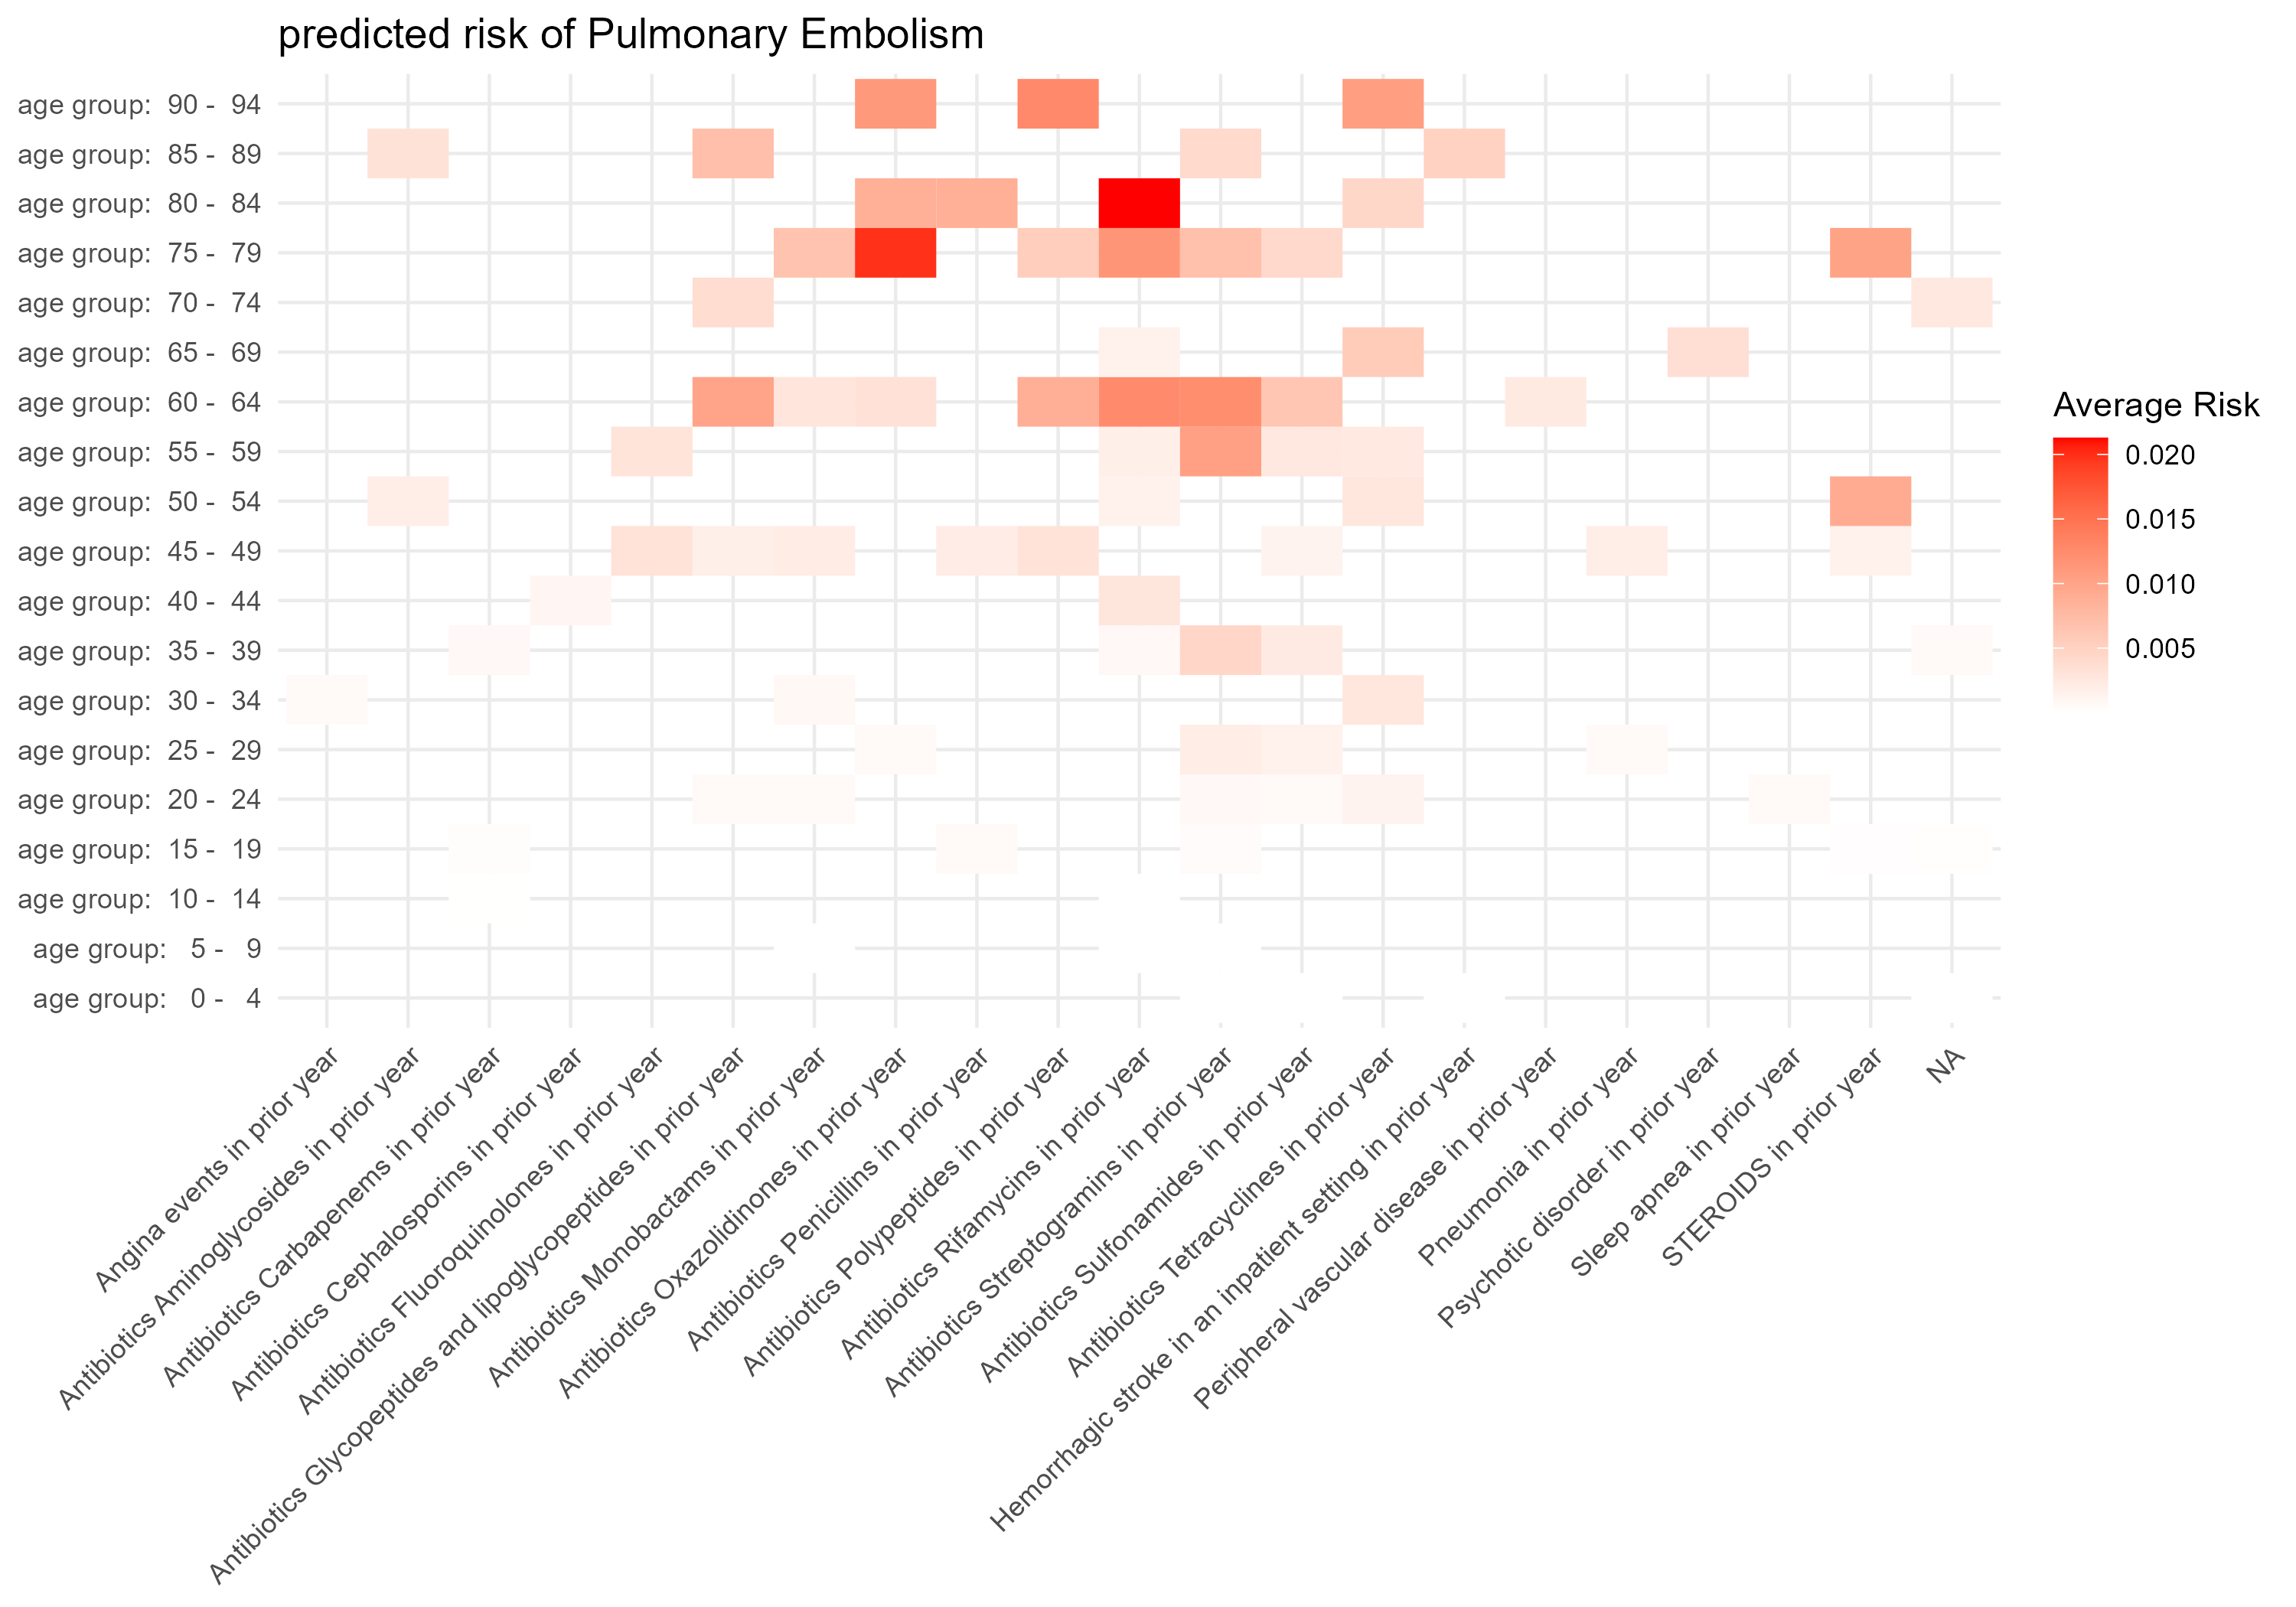 predicted risk of Pulmonary Embolism
age group: 90 - 94
age group: 85 - 89
age group: 80 - 84
age group: 75 - 79
age group: 70 - 74
age group: 65 - 69
age group: 60 - 64
age group: 55 - 59
age group: 50 - 54
age group: 45 - 49
age group: 40 - 44
age group: 35 - 39
age group: 30 - 34
age group: 25 - 29
age group: 20 - 24
age group: 15 - 19
age group: 10 - 14
age group: 5 - 9
age group: 0 - 4
Angina events in prior year
Antibiotics Aminoglycosides in prior year
Antibiotics Carbapenems in prior year
Antibiotics Cephalosporins in prior year
Antibiotics Fluoroquinolones in prior year
Antibiotics Glycopeptides and lipoglycopeptides in prior year
Antibiotics Monobactams in prior year
Antibiotics Oxazolidinones in prior year
Antibiotics Penicillins in prior year
Antibiotics Polypeptides in prior year
Antibiotics Rifamycins in prior year
Antibiotics Streptogramins in prior year
Antibiotics Sulfonamides in prior year
Antibiotics Tetracyclines in prior year
Hemorrhagic stroke in an inpatient setting in prior year
Peripheral vascular disease in prior year
Pneumonia in prior year
Psychotic disorder in prior year
Sleep apnea in prior year
STEROIDS in prior year
NA
Average Risk
0.020
0.015
0.010
0.005